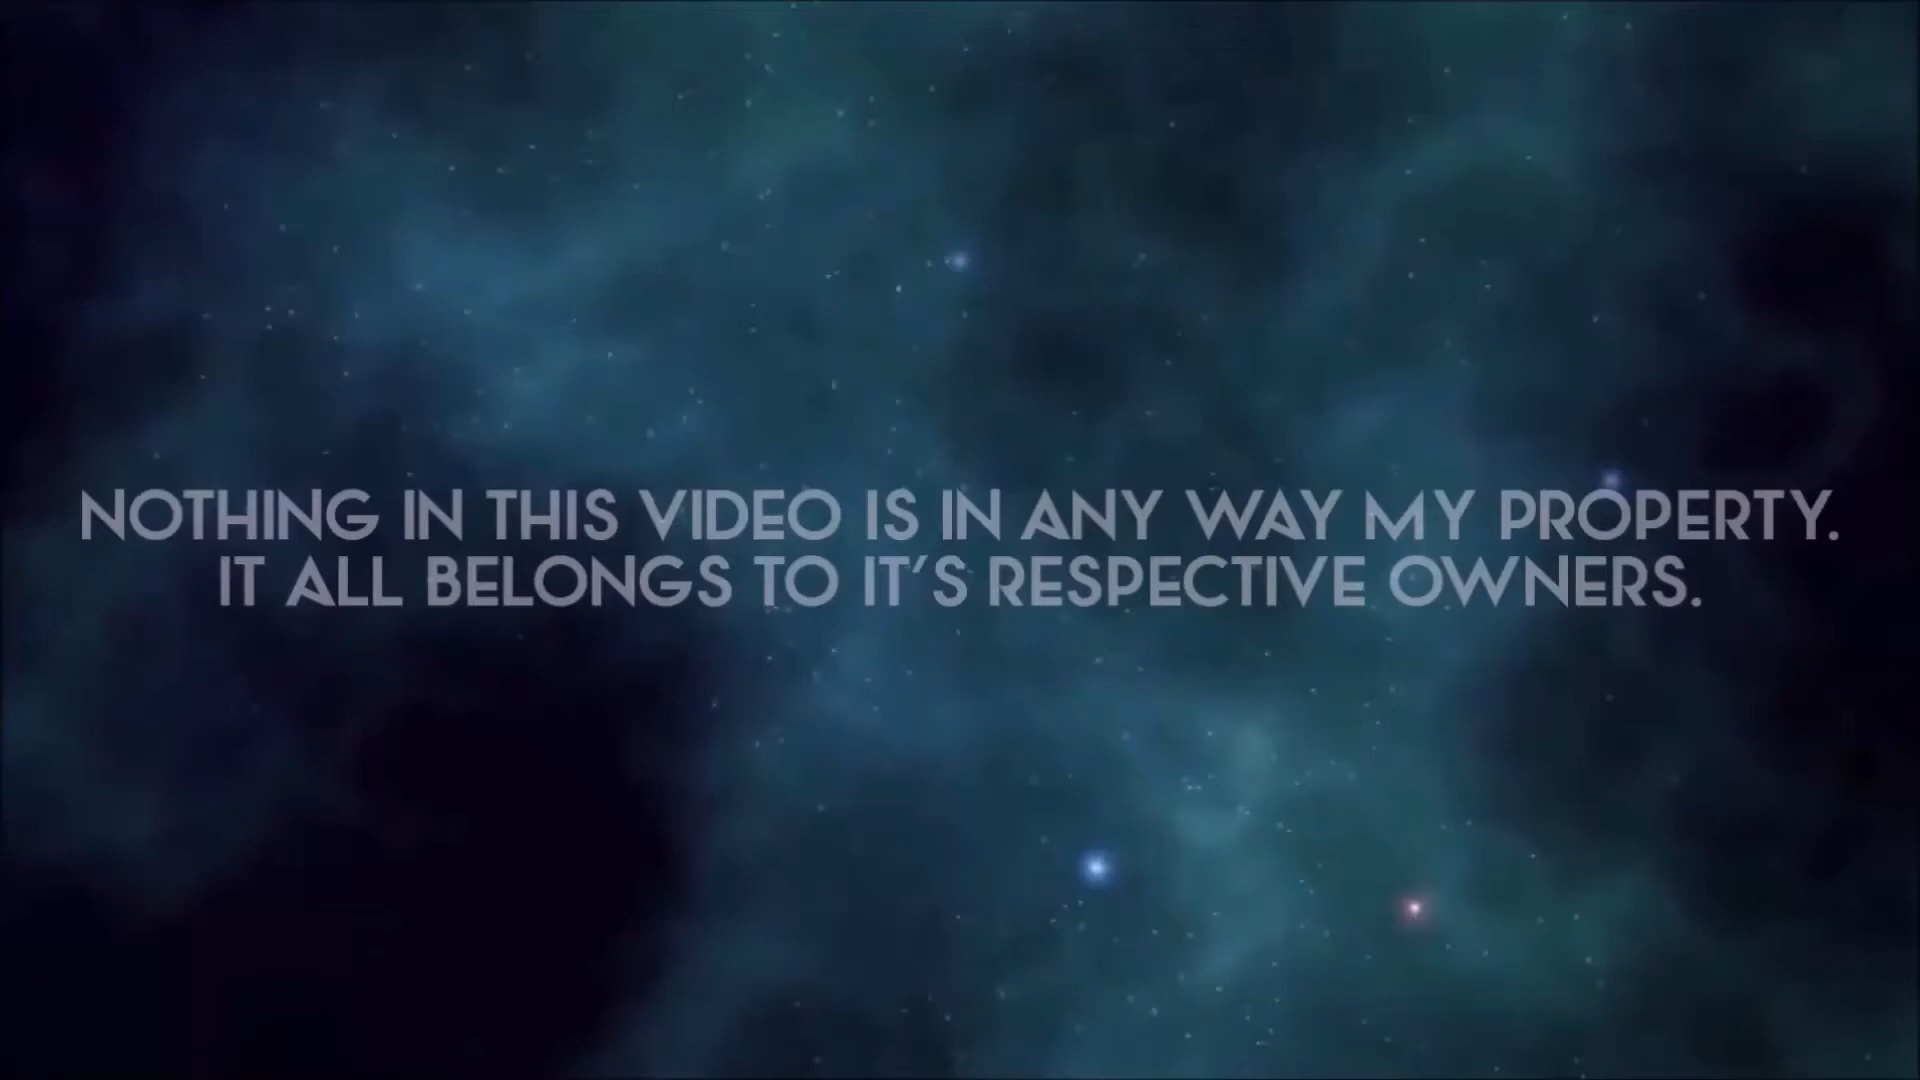 NOTHING IN THIS VIDEO IS IN ANY WAY MY PROPERTY.
IT ALL BELONGS TO IT'S RESPECTIVE OWNERS.